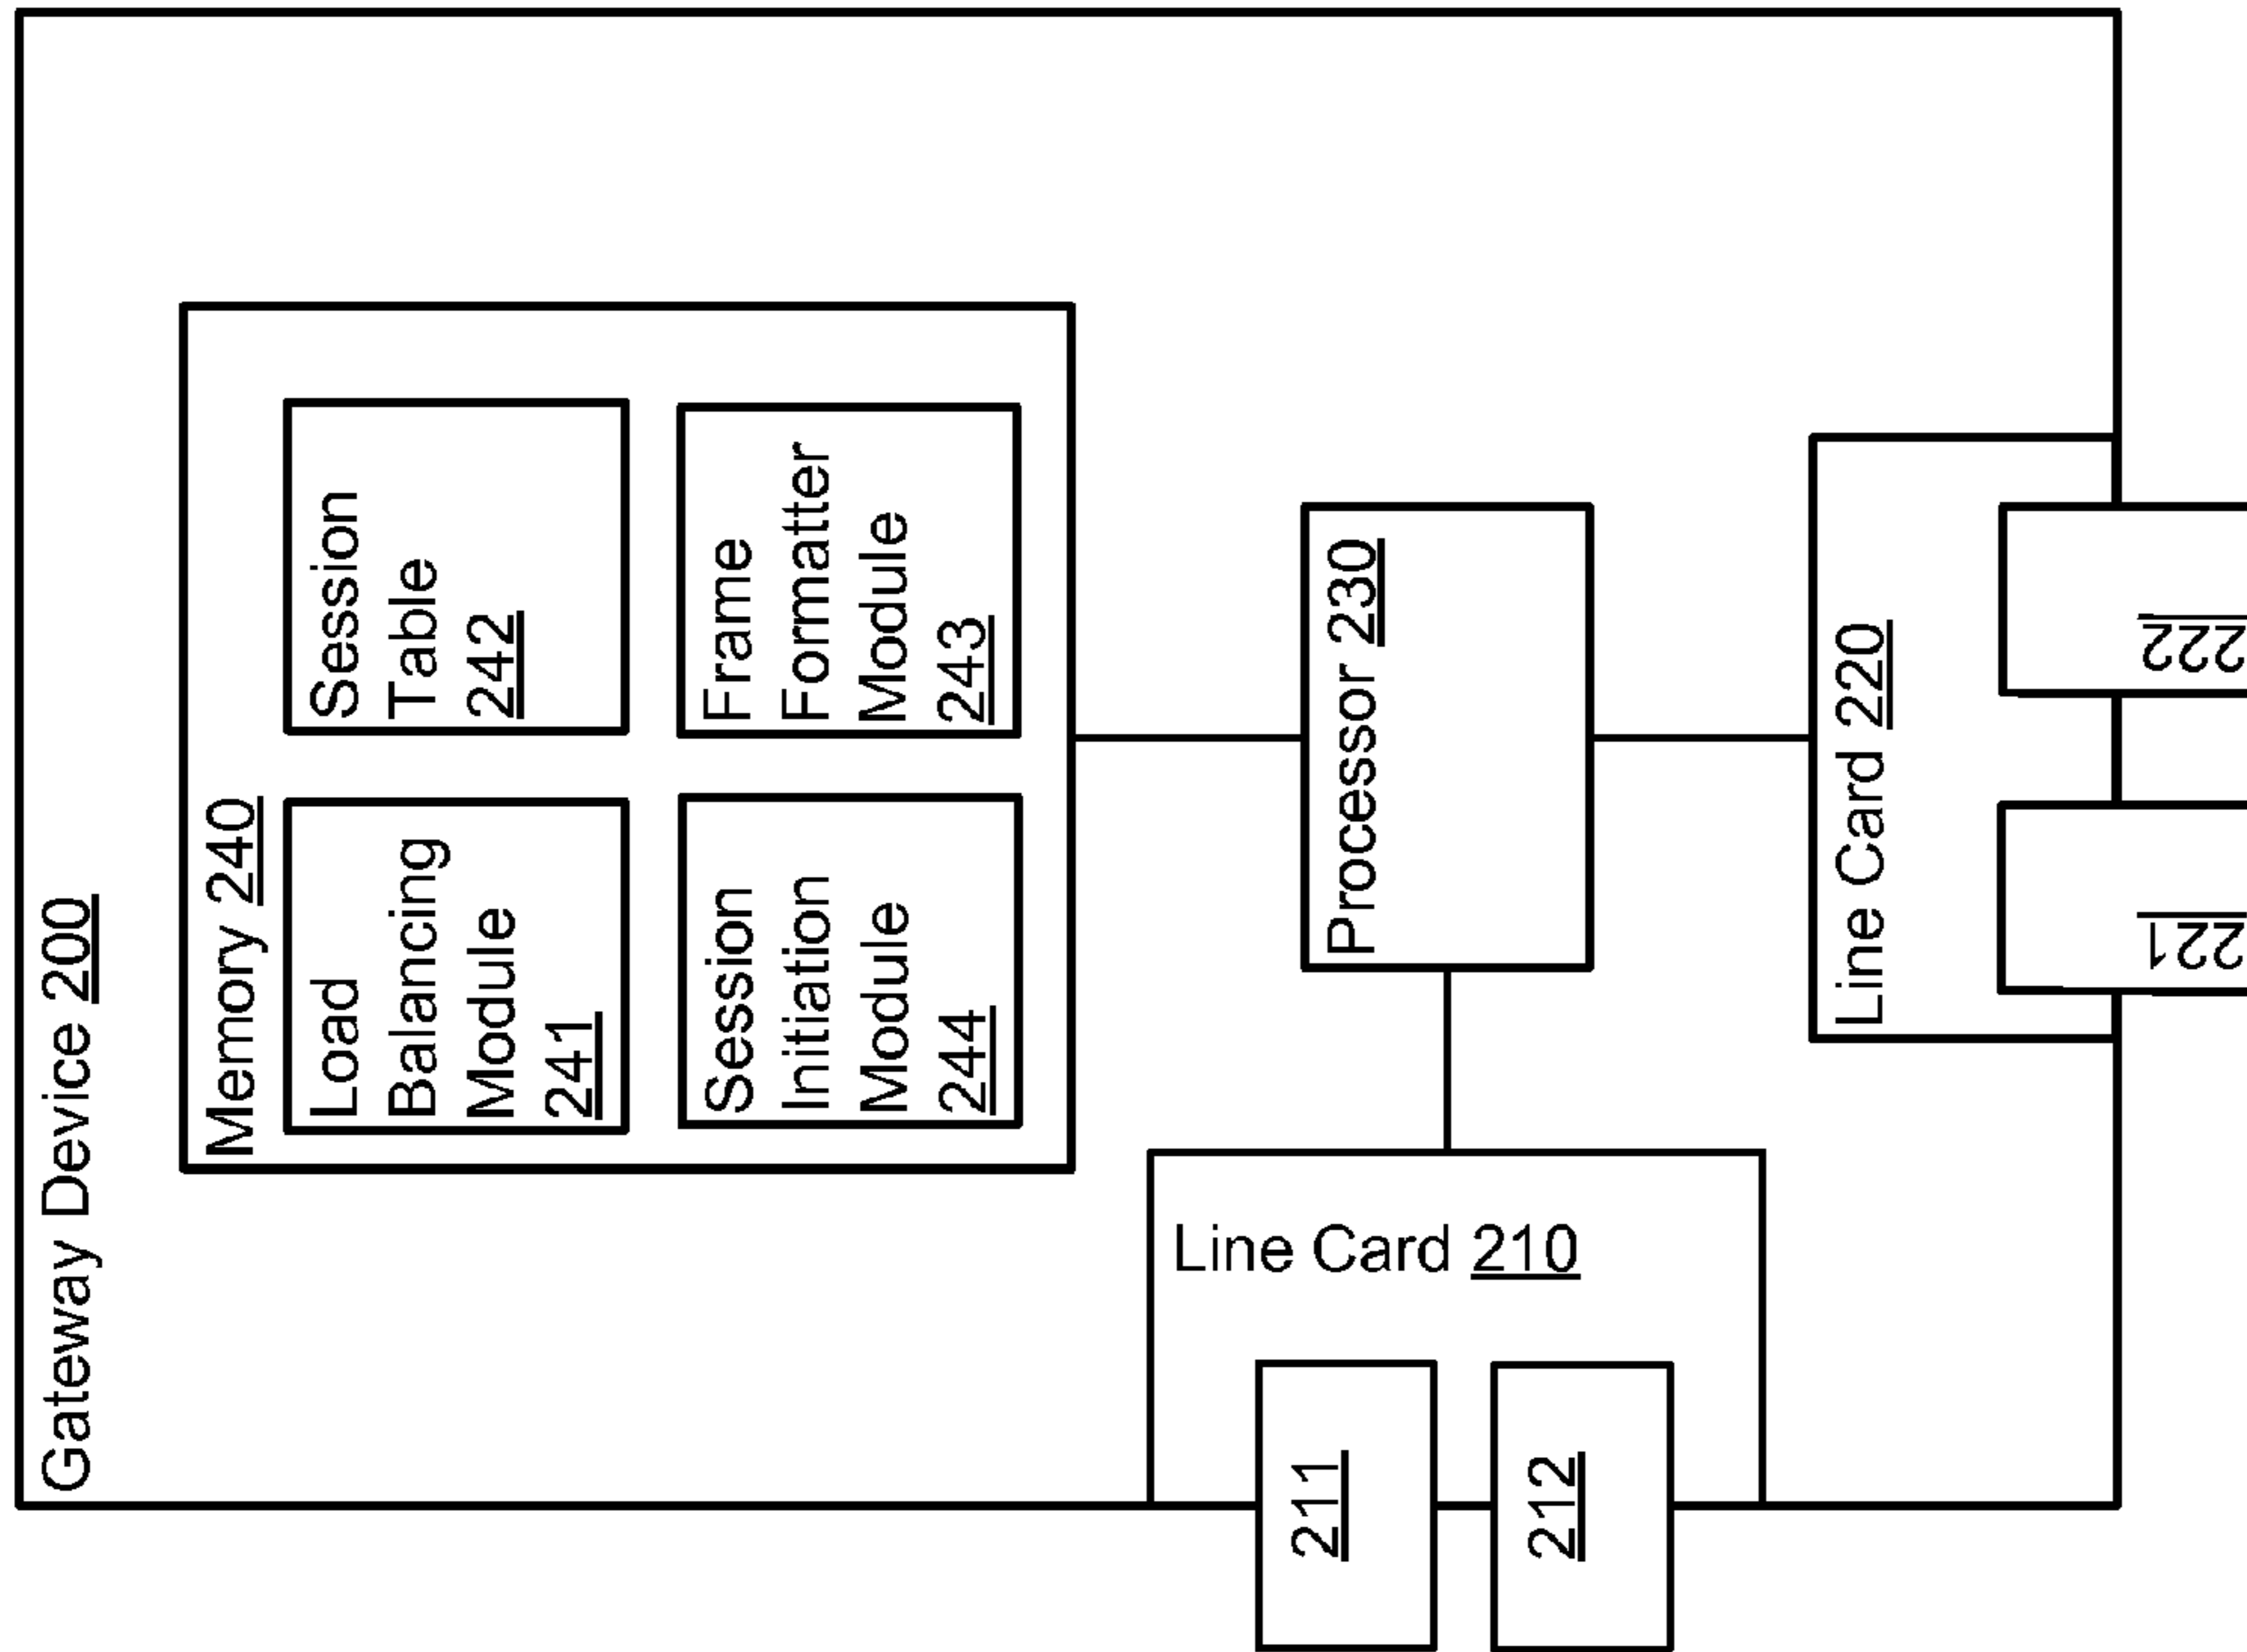 Gateway Device 200
Memory 240
Load
Balancing
Module
241
Session
Table
242
Session
Initiation
Module
244
Frame
Formatter
Module
243
Processor 230
Line Card 210
211
212
Line Card 220
221
222